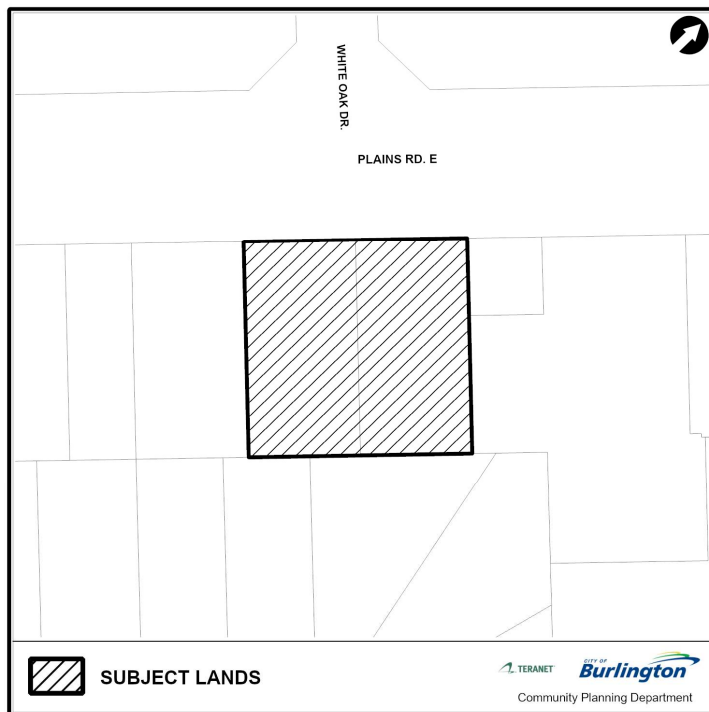 WHITE OAK DR.
PLAINS RD. E
SUBJECT LANDS
TERANET
CITY OF
Burlington
Community Planning Department